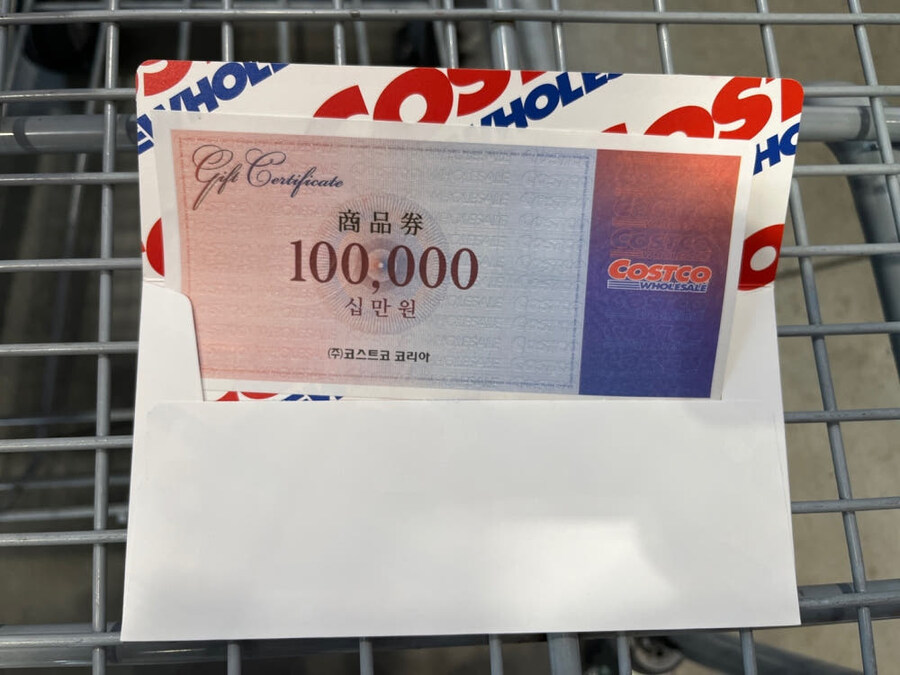 COSTCO
WHOLE
Gift Certificate
商品券
100,000
십만원
㈜코스트코 코리아
COSTCO
WHOLESALE